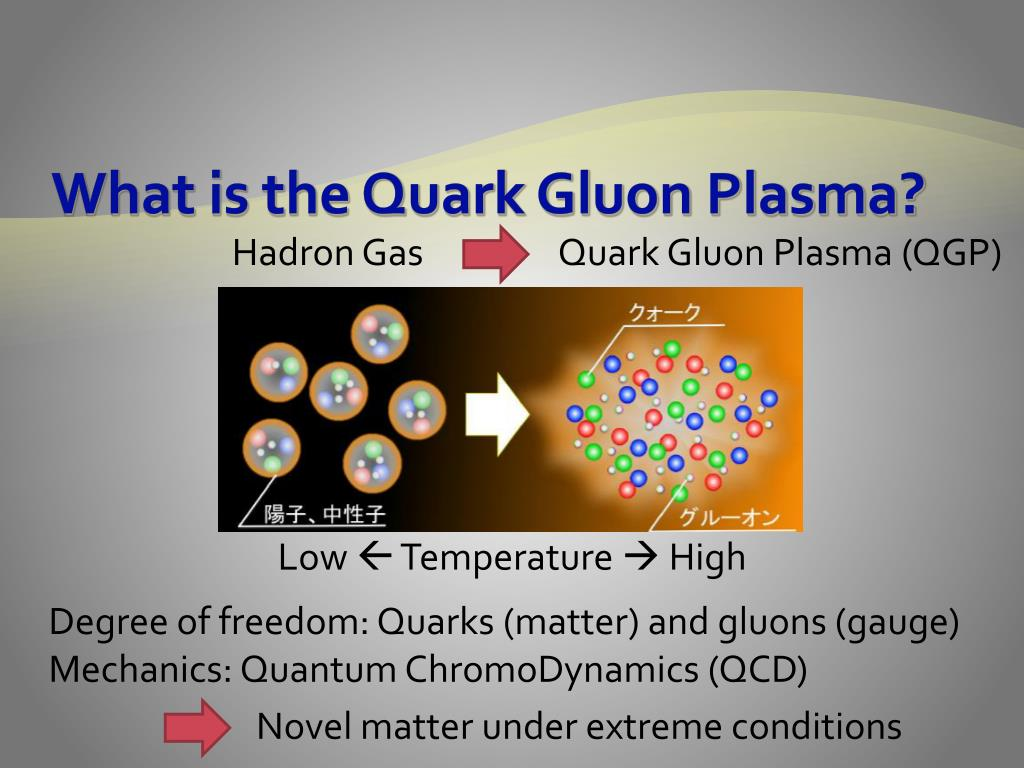 What is the Quark Gluon Plasma?
Hadron Gas
Quark Gluon Plasma (QGP)
クォーク
陽子、中性子
グルーオン
Low ← Temperature → High
Degree of freedom: Quarks (matter) and gluons (gauge)
Mechanics: Quantum ChromoDynamics (QCD)
Novel matter under extreme conditions